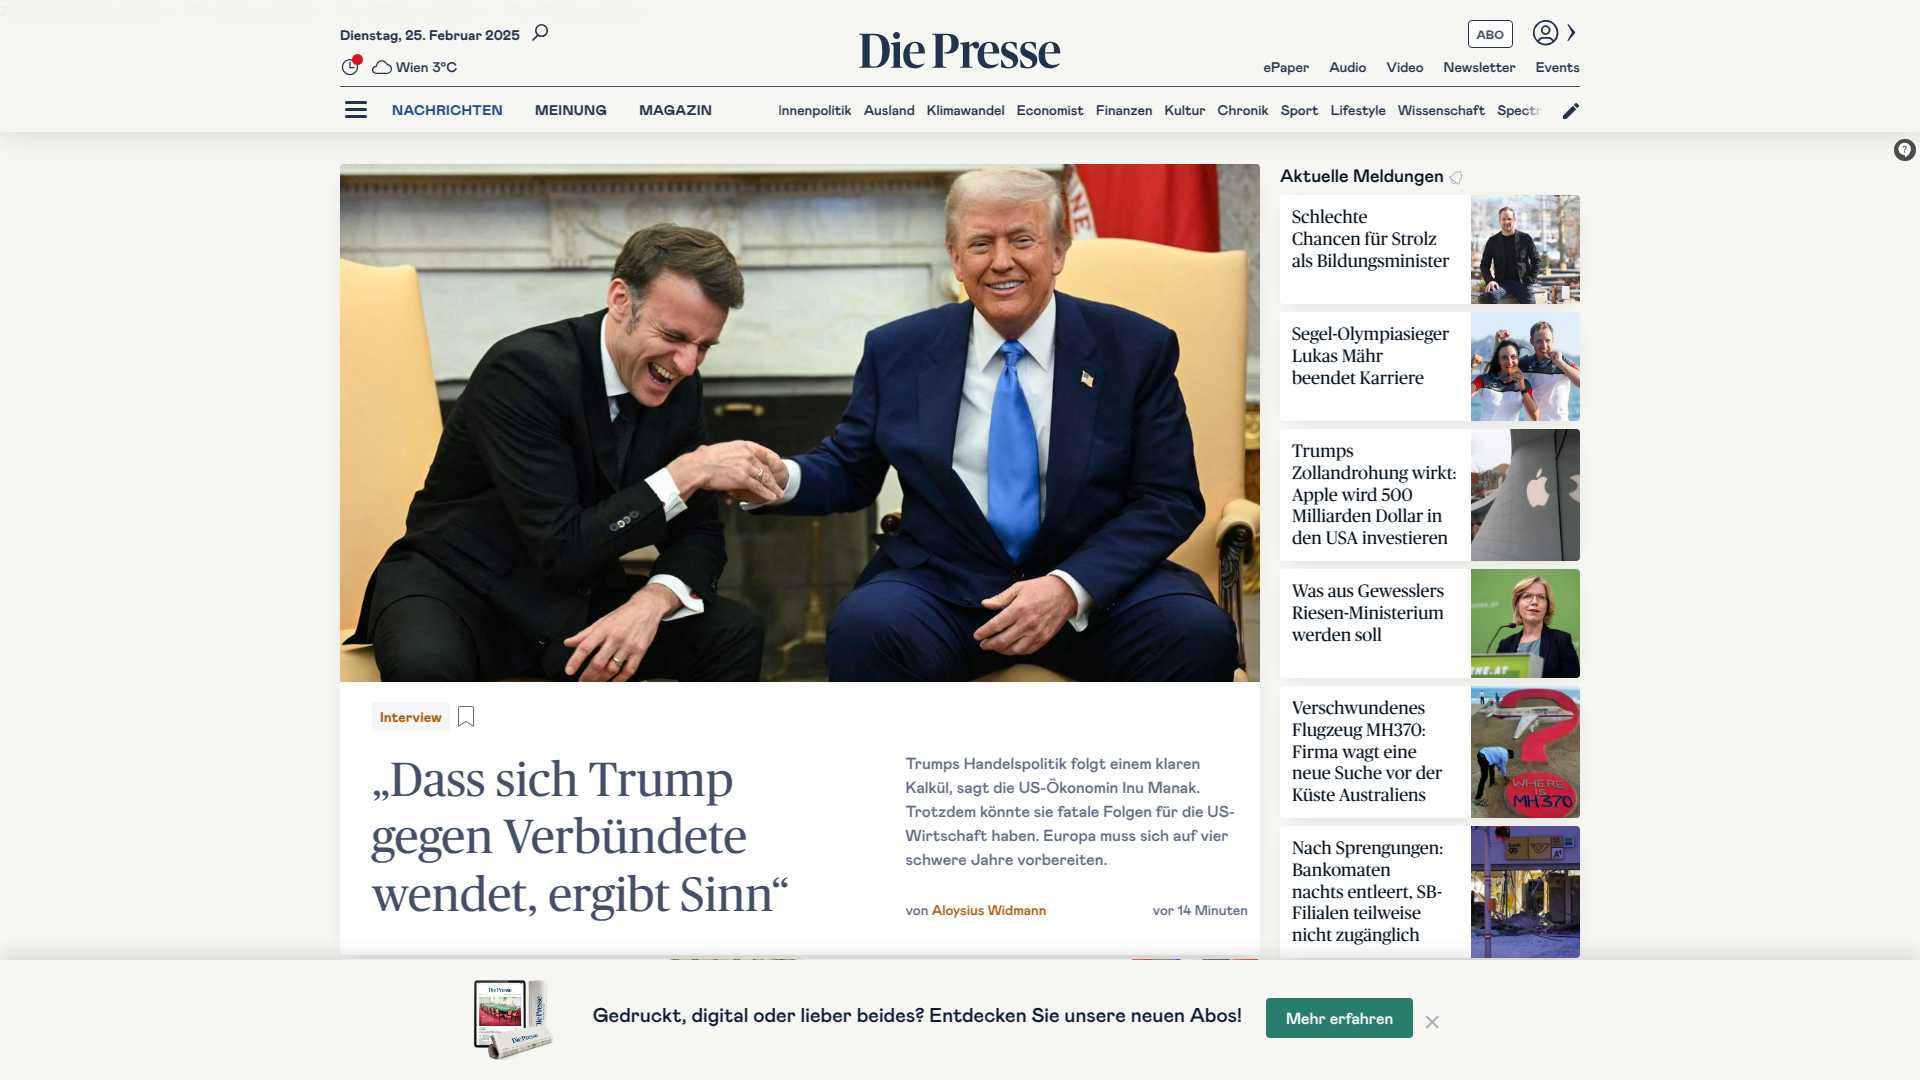 Dienstag, 25. Februar 2025
Wien 3°C
Die Presse
ABO
ePaper Audio Video Newsletter Events
NACHRICHTEN MEINUNG MAGAZIN
Innenpolitik Ausland Klimawandel Economist Finanzen Kultur Chronik Sport Lifestyle Wissenschaft Spectr
Interview
„Dass sich Trump
gegen Verbündete
wendet, ergibt Sinn“
Trumps Handelspolitik folgt einem klaren
Kalkül, sagt die US-Ökonomin Inu Manak.
Trotzdem könnte sie fatale Folgen für die US-
Wirtschaft haben. Europa muss sich auf vier
schwere Jahre vorbereiten.
von Aloysius Widmann
vor 14 Minuten
Aktuelle Meldungen
Schlechte
Chancen für Strolz
als Bildungsminister
Segel-Olympiasieger
Lukas Mähr
beendet Karriere
Trumps
Zollandrohung wirkt:
Apple wird 500
Milliarden Dollar in
den USA investieren
Was aus Gewesslers
Riesen-Ministerium
werden soll
Verschwundenes
Flugzeug MH370:
Firma wagt eine
neue Suche vor der
Küste Australiens
WHERE
IS
MH370
Nach Sprengungen:
Bankomaten
nachts entleert, SB-
Filialen teilweise
nicht zugänglich
Die Presse
Die Presse
Die Presse
Gedruckt, digital oder lieber beides? Entdecken Sie unsere neuen Abos!
Mehr erfahren